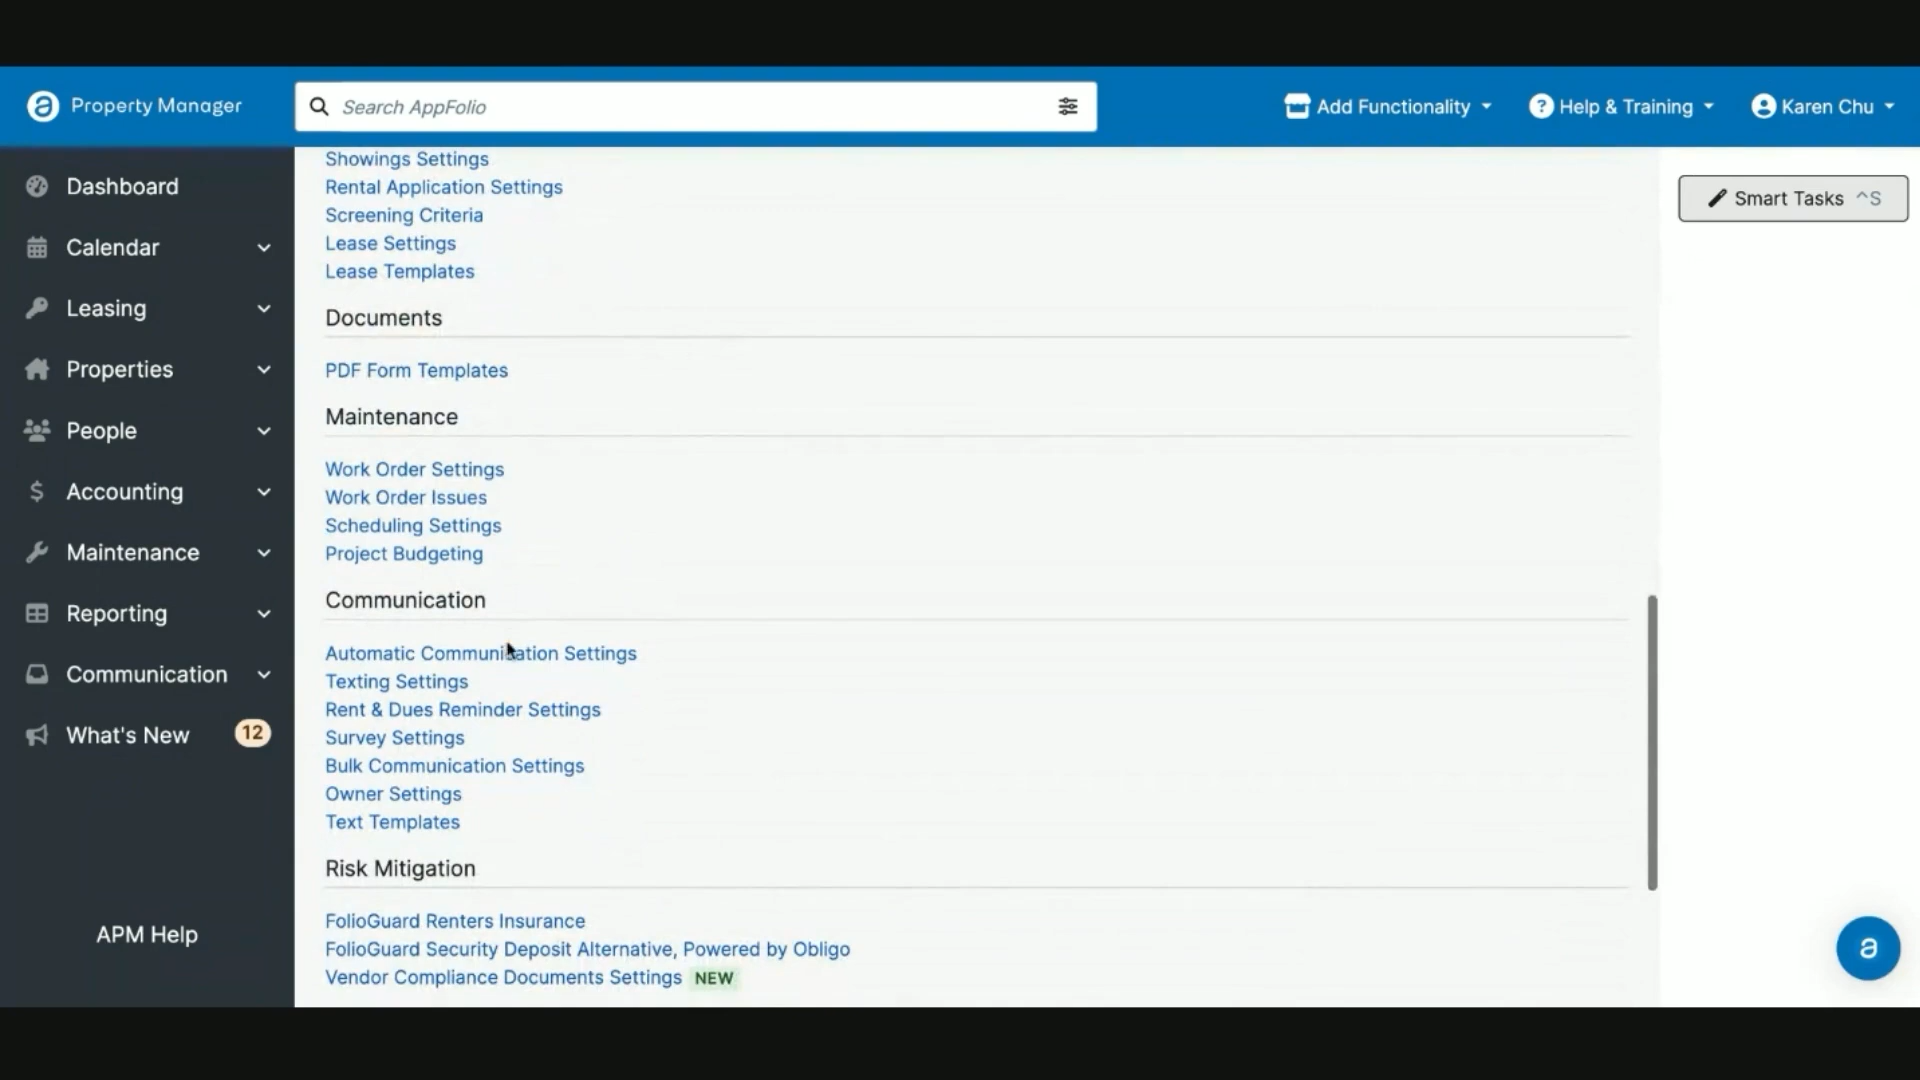 Property Manager
Search AppFolio
Add Functionality
Help & Training
Karen Chu
Dashboard
Calendar
Leasing
Properties
People
Accounting
Maintenance
Reporting
Communication
What's New 12
APM Help
Showings Settings
Rental Application Settings
Screening Criteria
Lease Settings
Lease Templates
Documents
PDF Form Templates
Maintenance
Work Order Settings
Work Order Issues
Scheduling Settings
Project Budgeting
Communication
Automatic Communication Settings
Texting Settings
Rent & Dues Reminder Settings
Survey Settings
Bulk Communication Settings
Owner Settings
Text Templates
Risk Mitigation
FolioGuard Renters Insurance
FolioGuard Security Deposit Alternative, Powered by Obligo
Vendor Compliance Documents Settings NEW
Smart Tasks ^S